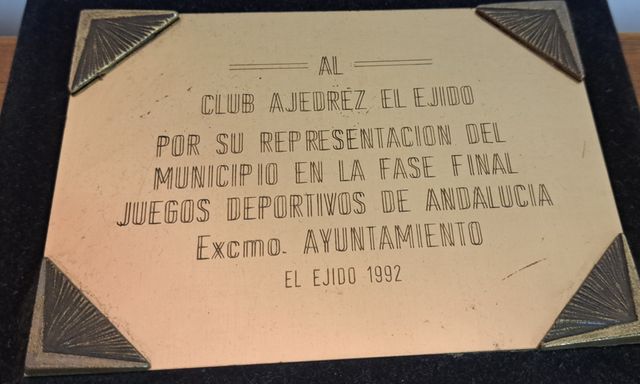 AL
CLUB AJEDREZ EL EJIDO
POR SU REPRESENTACION DEL
MUNICIPIO EN LA FASE FINAL
JUEGOS DEPORTIVOS DE ANDALUCIA
Excmo. AYUNTAMIENTO
EL EJIDO 1992